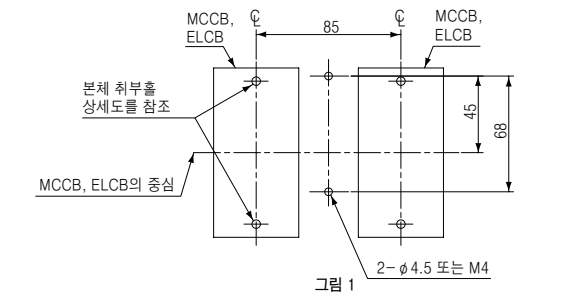 MCCB,
ELCB
℄
85
℄
MCCB,
ELCB
본체 취부홀
상세도를 참조
45
68
MCCB, ELCB의 중심
2-ϕ4.5 또는 M4
그림 1